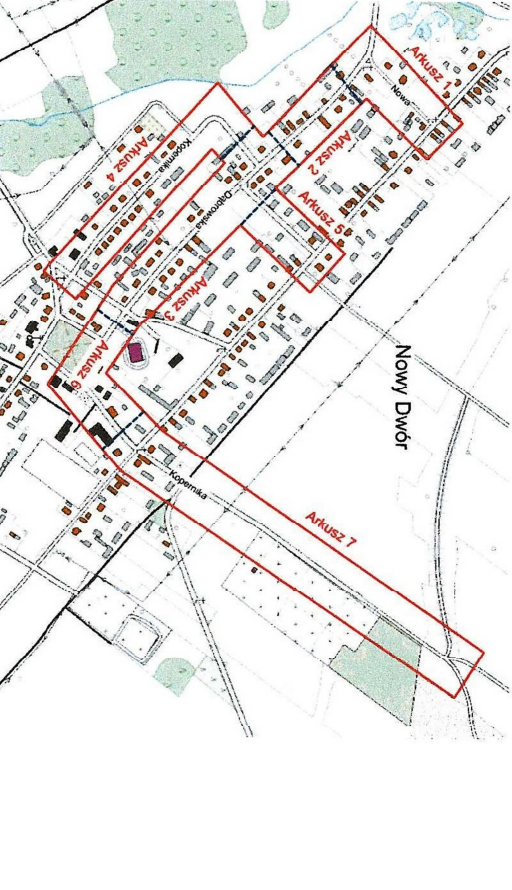 Arkusz 1
Nowa
Arkusz 2
Arkusz 4
Kopernika
Dąbrowska
Arkusz 5
Arkusz 3
Arkusz 6
Nowy Dwór
Kopernika
Arkusz 7